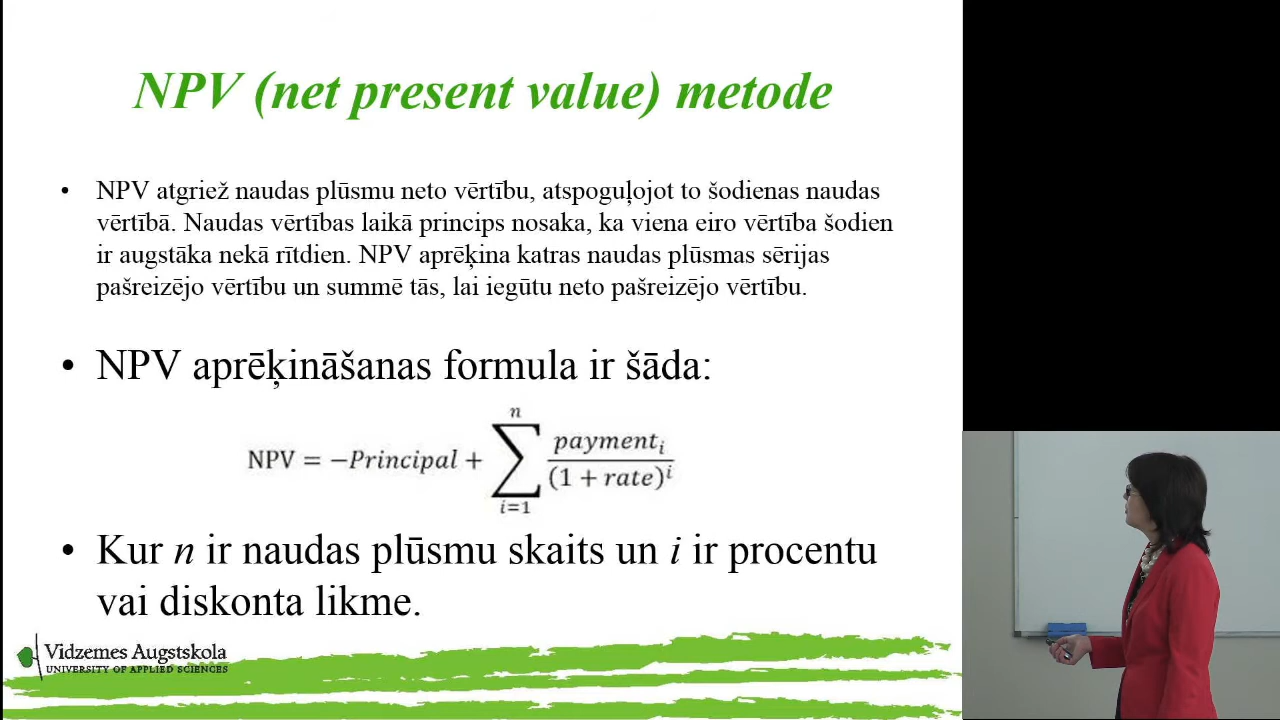 NPV (net present value) metode
• NPV atgriež naudas plūsmu neto vērtību, atspoguļojot to šodienas naudas
vērtībā. Naudas vērtības laikā princips nosaka, ka viena eiro vērtība šodien
ir augstāka nekā rītdien. NPV aprēķina katras naudas plūsmas sērijas
pašreizējo vērtību un summē tās, lai iegūtu neto pašreizējo vērtību.
• NPV aprēķināšanas formula ir šāda:
NPV = −Principal + ∑_{i=1}^{n} payment_i / (1 + rate)^i
• Kur n ir naudas plūsmu skaits un i ir procentu
vai diskonta likme.
Vidzemes Augstskola
UNIVERSITY OF APPLIED SCIENCES